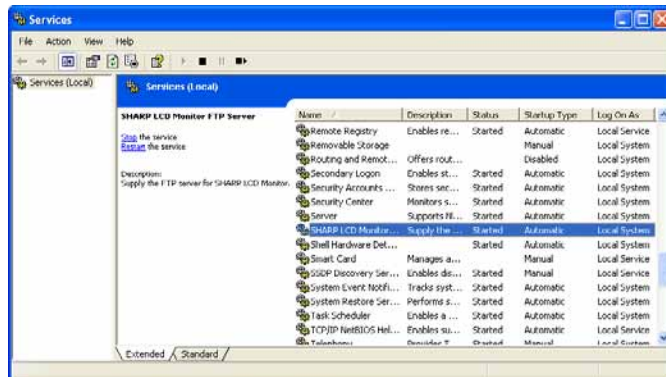 Services
File Action View Help
Services (Local)
Services (Local)
SHARP LCD Monitor FTP Server
Stop the service
Restart the service
Description:
Supply the FTP server for SHARP LCD Monitor.
Name Description Status Startup Type Log On As
Remote Registry Enables re... Started Automatic Local Service
Removable Storage Manual Local System
Routing and Remot... Offers rout... Disabled Local System
Secondary Logon Enables st... Started Automatic Local System
Security Accounts ... Stores sec... Started Automatic Local System
Security Center Monitors s... Started Automatic Local System
Server Supports fil... Started Automatic Local System
SHARP LCD Monitor... Supply the ... Started Automatic Local System
Shell Hardware Det... Started Automatic Local System
Smart Card Manages a... Manual Local Service
SSDP Discovery Ser... Enables dis... Started Manual Local Service
System Event Notifi... Tracks syst... Started Automatic Local System
System Restore Ser... Performs s... Started Automatic Local System
Task Scheduler Enables a ... Started Automatic Local System
TCP/IP NetBIOS Hel... Enables su... Started Automatic Local Service
Telephony Provides T... Started Manual Local System
Extended Standard